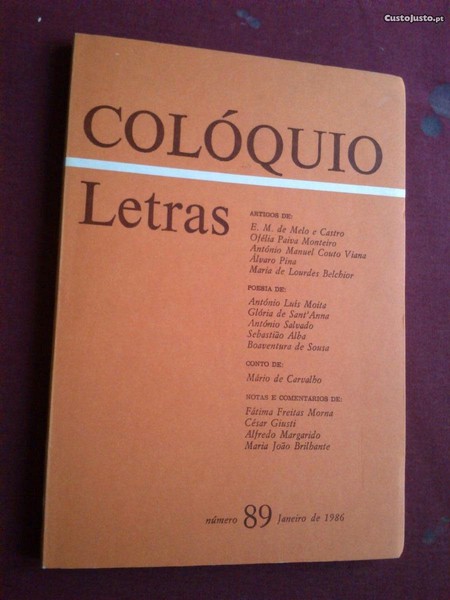 CustoJusto.pt
COLÓQUIO
Letras
ARTIGOS DE:
E. M. de Melo e Castro
Ofélia Paiva Monteiro
António Manuel Couto Viana
Álvaro Pina
Maria de Lourdes Belchior
POESIA DE:
António Luís Moita
Glória de Sant'Anna
António Salvado
Sebastião Alba
Boaventura de Sousa
CONTO DE:
Mário de Carvalho
NOTAS E COMENTÁRIOS DE:
Fátima Freitas Morna
César Giusti
Alfredo Margarido
Maria João Brilhante
número 89 Janeiro de 1986